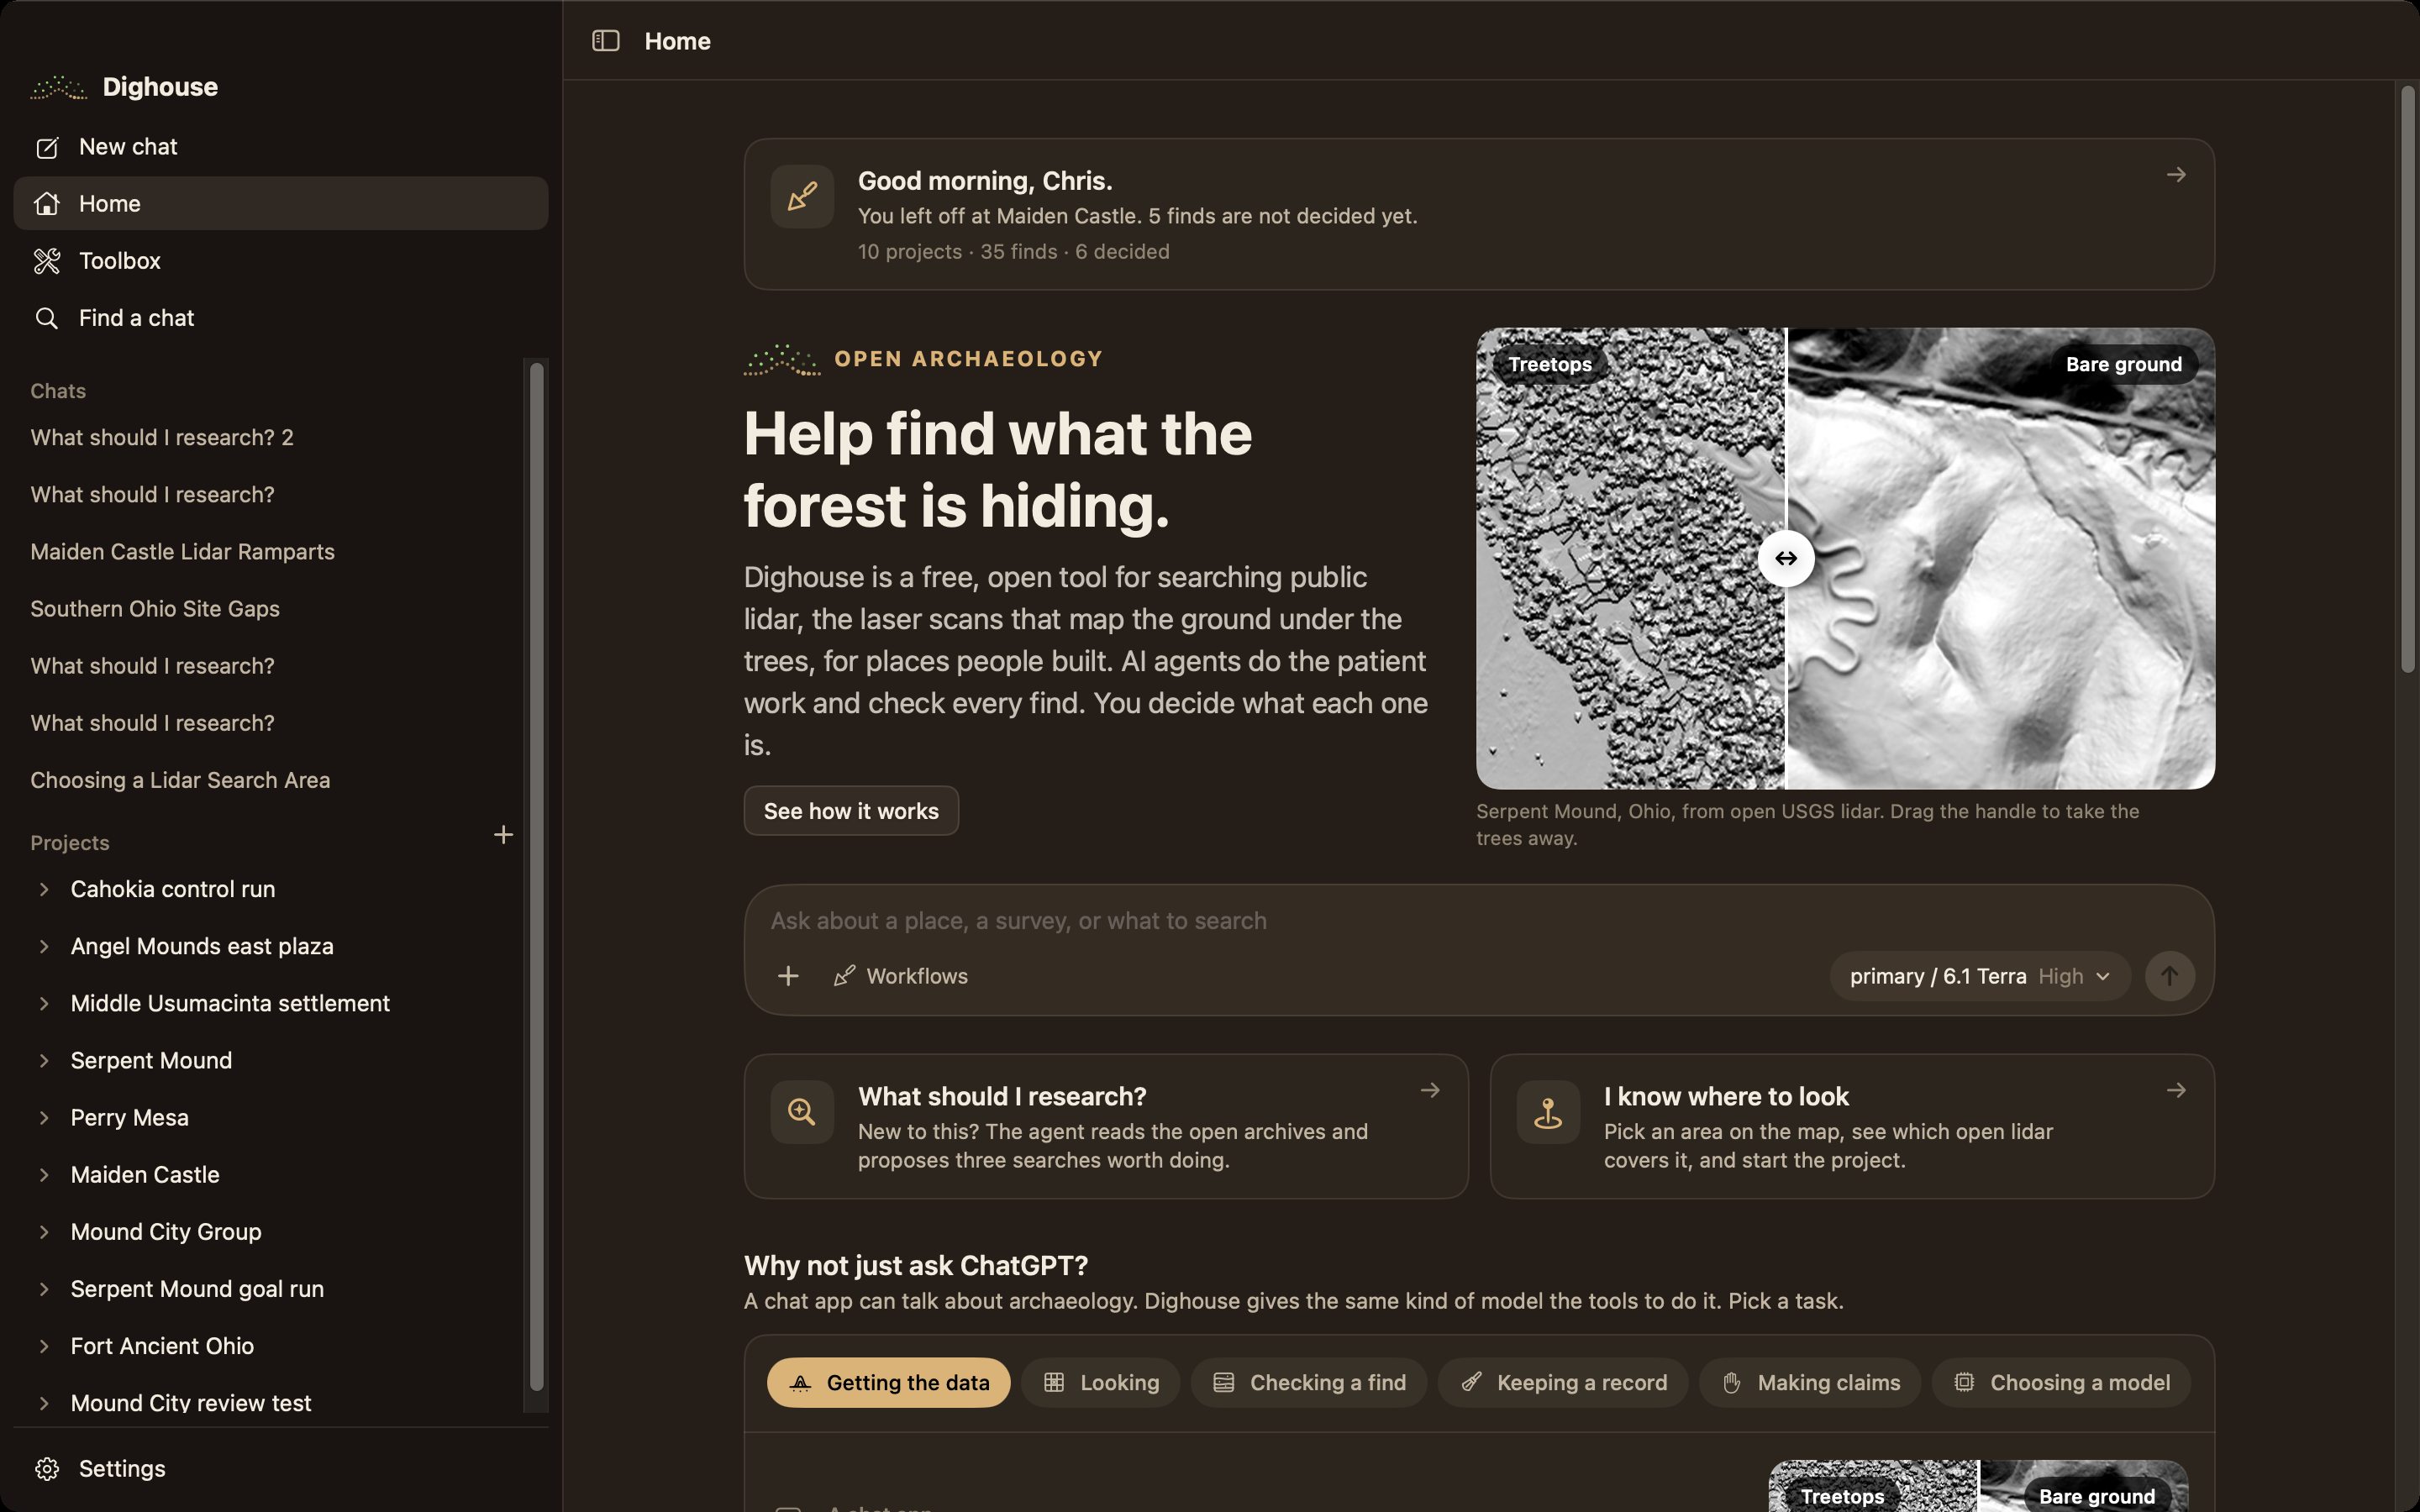 Dighouse
New chat
Home
Toolbox
Find a chat
Chats
What should I research? 2
What should I research?
Maiden Castle Lidar Ramparts
Southern Ohio Site Gaps
What should I research?
What should I research?
Choosing a Lidar Search Area
Projects
Cahokia control run
Angel Mounds east plaza
Middle Usumacinta settlement
Serpent Mound
Perry Mesa
Maiden Castle
Mound City Group
Serpent Mound goal run
Fort Ancient Ohio
Mound City review test
Settings
Home
Good morning, Chris.
You left off at Maiden Castle. 5 finds are not decided yet.
10 projects · 35 finds · 6 decided
OPEN ARCHAEOLOGY
Help find what the
forest is hiding.
Dighouse is a free, open tool for searching public
lidar, the laser scans that map the ground under the
trees, for places people built. AI agents do the patient
work and check every find. You decide what each one
is.
See how it works
Treetops
Bare ground
Serpent Mound, Ohio, from open USGS lidar. Drag the handle to take the
trees away.
Ask about a place, a survey, or what to search
Workflows
primary / 6.1 Terra High
What should I research?
New to this? The agent reads the open archives and
proposes three searches worth doing.
I know where to look
Pick an area on the map, see which open lidar
covers it, and start the project.
Why not just ask ChatGPT?
A chat app can talk about archaeology. Dighouse gives the same kind of model the tools to do it. Pick a task.
Getting the data
Looking
Checking a find
Keeping a record
Making claims
Choosing a model
Treetops
Bare ground